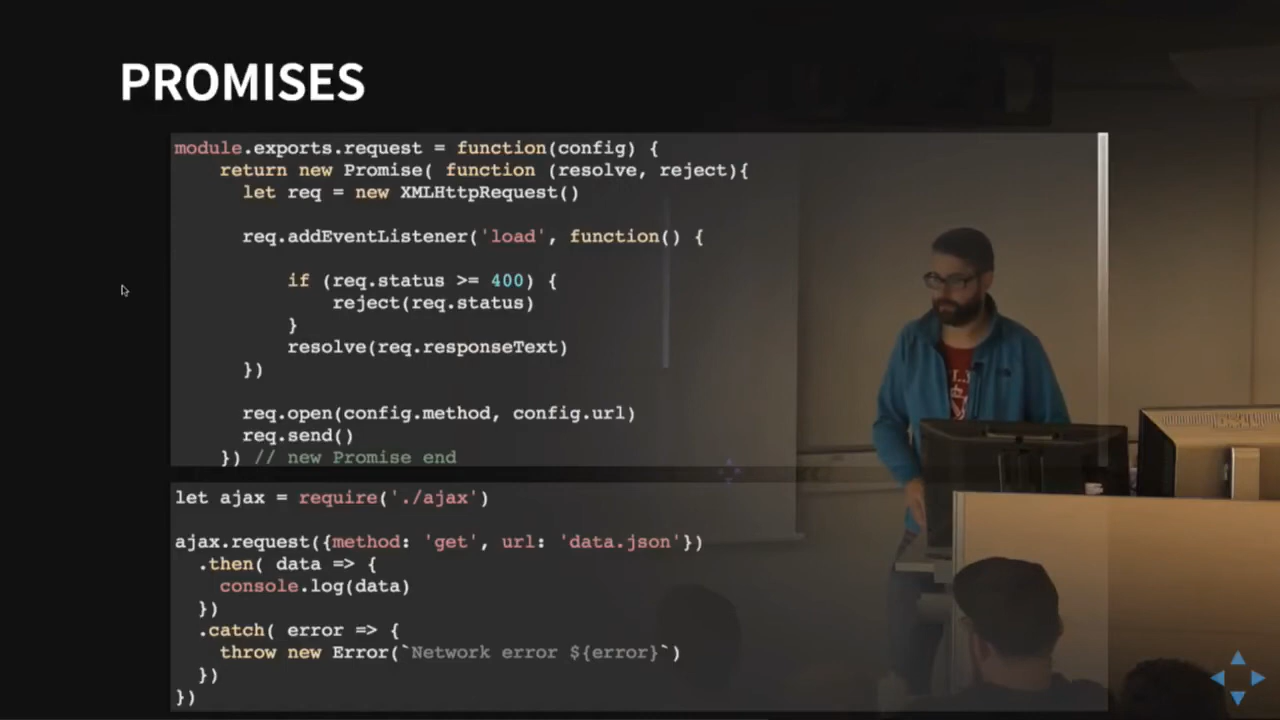 PROMISES
module.exports.request = function(config) {
    return new Promise( function (resolve, reject){
      let req = new XMLHttpRequest()
      req.addEventListener('load', function() {
          if (req.status >= 400) {
              reject(req.status)
          }
          resolve(req.responseText)
      })
      req.open(config.method, config.url)
      req.send()
    }) // new Promise end
let ajax = require('./ajax')
ajax.request({method: 'get', url: 'data.json'})
  .then( data => {
    console.log(data)
  })
  .catch( error => {
    throw new Error(`Network error ${error}`)
  })
})